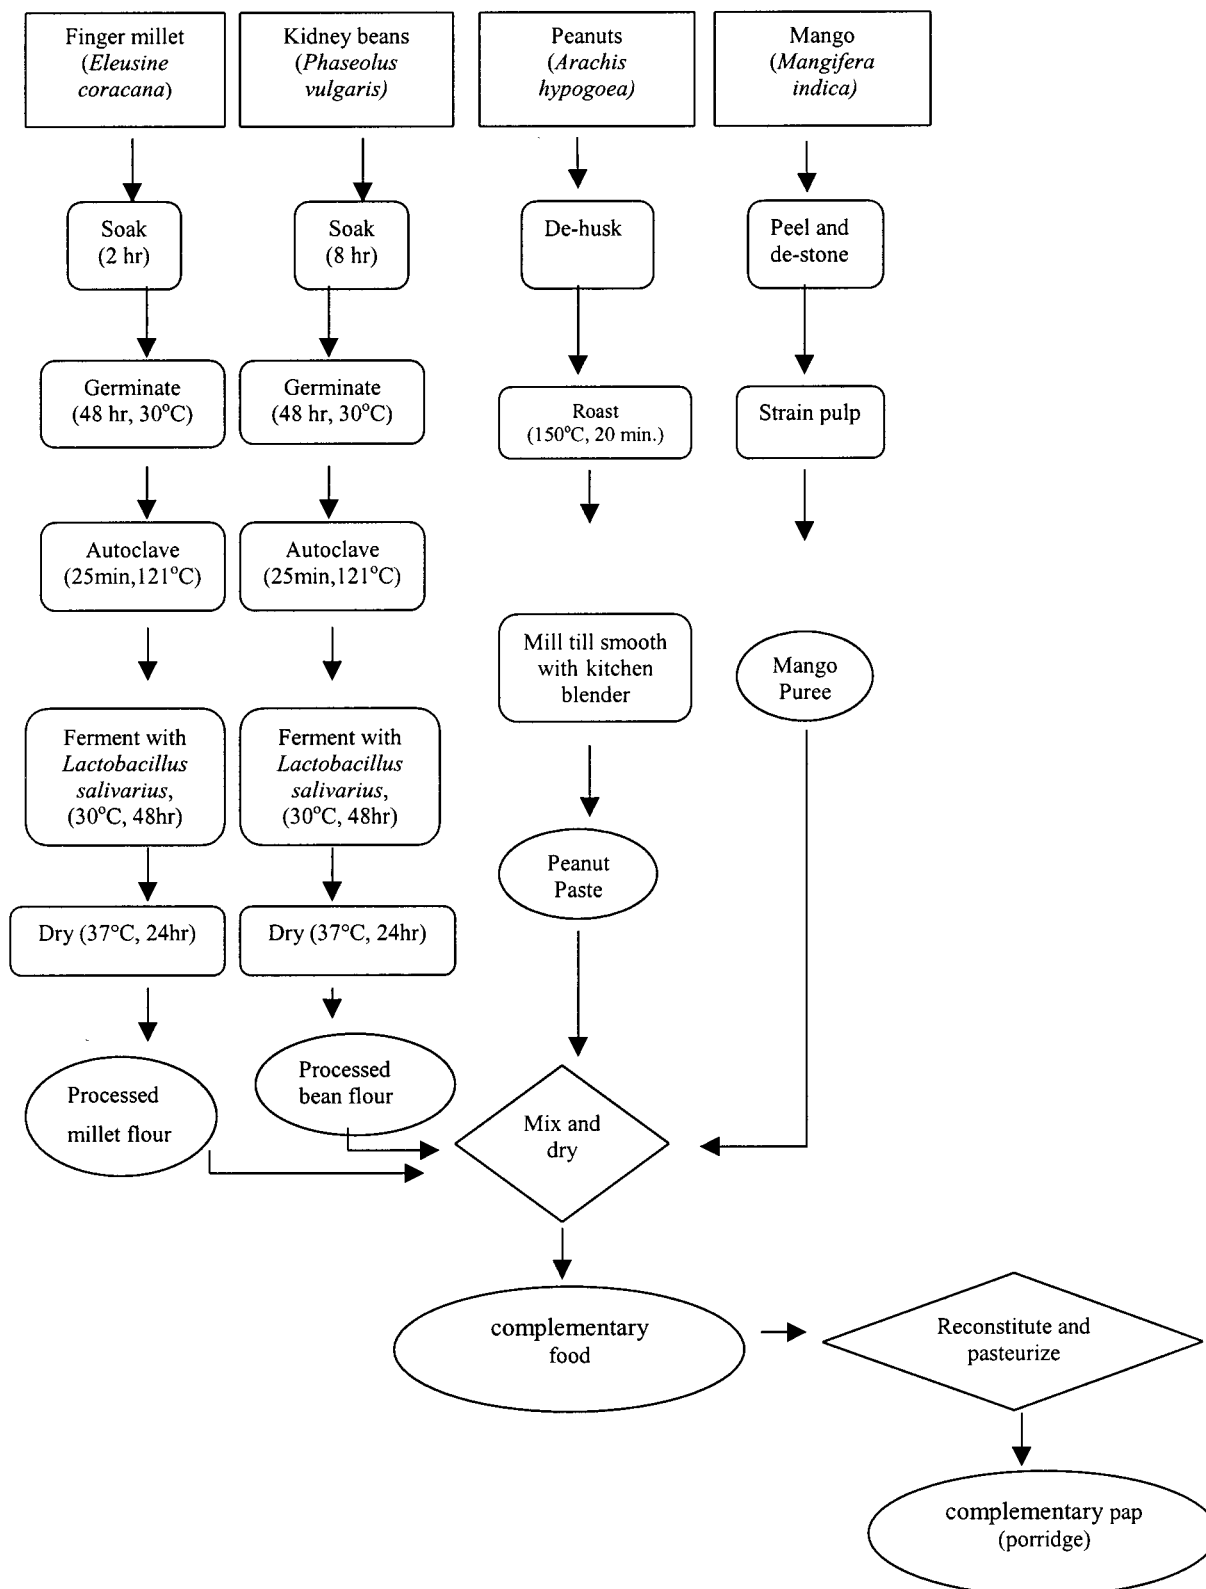 Finger millet
(Eleusine
coracana)
Kidney beans
(Phaseolus
vulgaris)
Peanuts
(Arachis
hypogoea)
Mango
(Mangifera
indica)
Soak
(2 hr)
Soak
(8 hr)
De-husk
Peel and
de-stone
Germinate
(48 hr, 30°C)
Germinate
(48 hr, 30°C)
Roast
(150°C, 20 min.)
Strain pulp
Autoclave
(25min,121°C)
Autoclave
(25min,121°C)
Mill till smooth
with kitchen
blender
Mango
Puree
Ferment with
Lactobacillus
salivarius,
(30°C, 48hr)
Ferment with
Lactobacillus
salivarius,
(30°C, 48hr)
Peanut
Paste
Dry (37°C, 24hr)
Dry (37°C, 24hr)
Processed
millet flour
Processed
bean flour
Mix and
dry
complementary
food
Reconstitute and
pasteurize
complementary pap
(porridge)